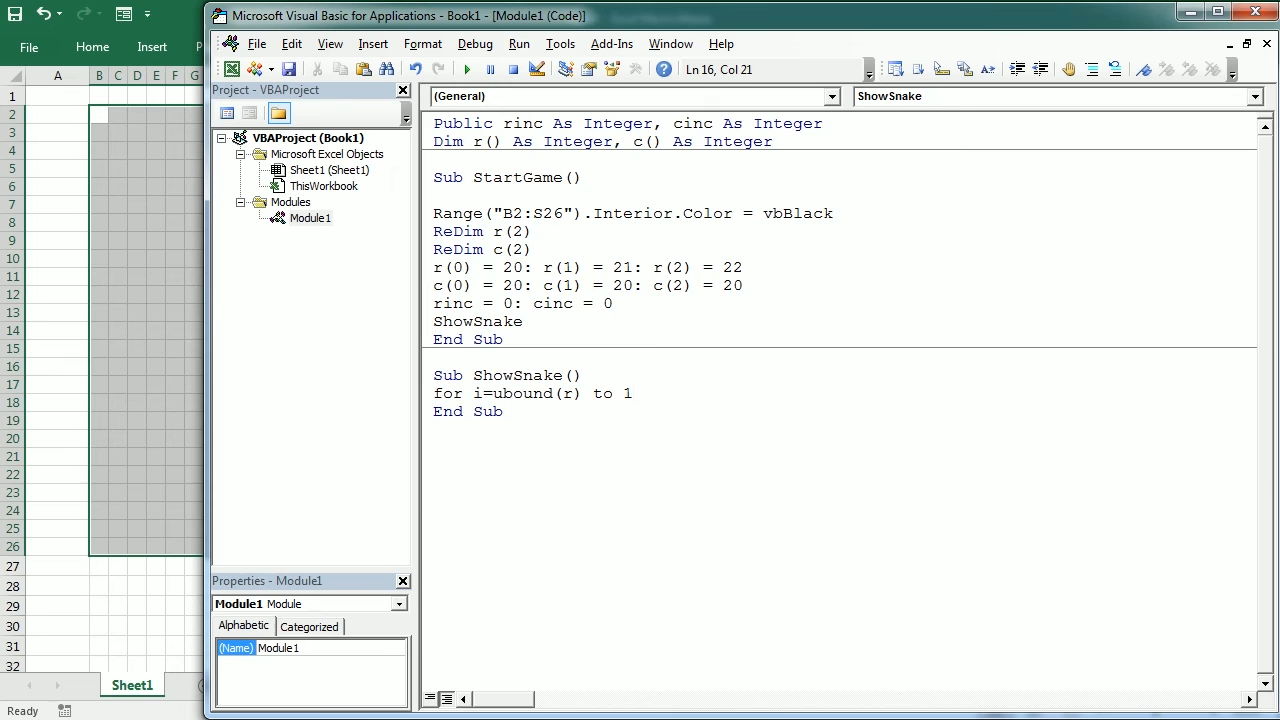 Microsoft Visual Basic for Applications - Book1 - [Module1 (Code)]
File Home Insert P
File Edit View Insert Format Debug Run Tools Add-Ins Window Help
Ln 16, Col 21
A B C D E F G
1
2
3
4
5
6
7
8
9
10
11
12
13
14
15
16
17
18
19
20
21
22
23
24
25
26
27
28
29
30
31
32
Sheet1
Ready
Project - VBAProject
VBAProject (Book1)
Microsoft Excel Objects
Sheet1 (Sheet1)
ThisWorkbook
Modules
Module1
Properties - Module1
Module1 Module
Alphabetic Categorized
(Name) Module1
(General) ShowSnake
Public rinc As Integer, cinc As Integer
Dim r() As Integer, c() As Integer
Sub StartGame()
Range("B2:S26").Interior.Color = vbBlack
ReDim r(2)
ReDim c(2)
r(0) = 20: r(1) = 21: r(2) = 22
c(0) = 20: c(1) = 20: c(2) = 20
rinc = 0: cinc = 0
ShowSnake
End Sub
Sub ShowSnake()
for i=ubound(r) to 1
End Sub